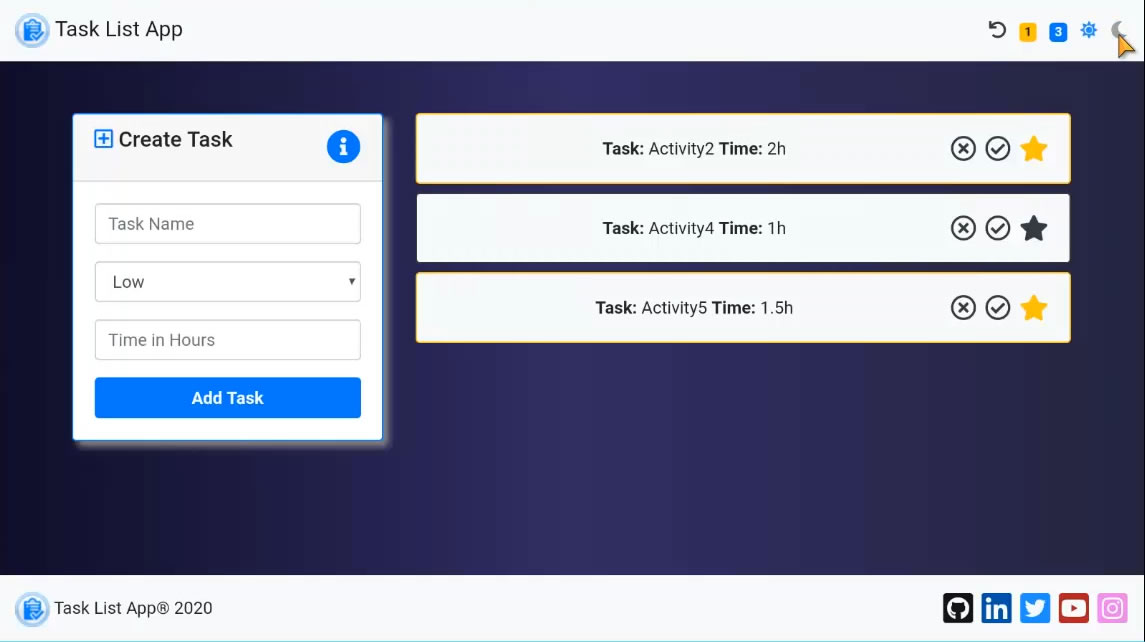 Task List App
1
3
Create Task
Task Name
Low
Time in Hours
Add Task
Task: Activity2 Time: 2h
Task: Activity4 Time: 1h
Task: Activity5 Time: 1.5h
Task List App® 2020